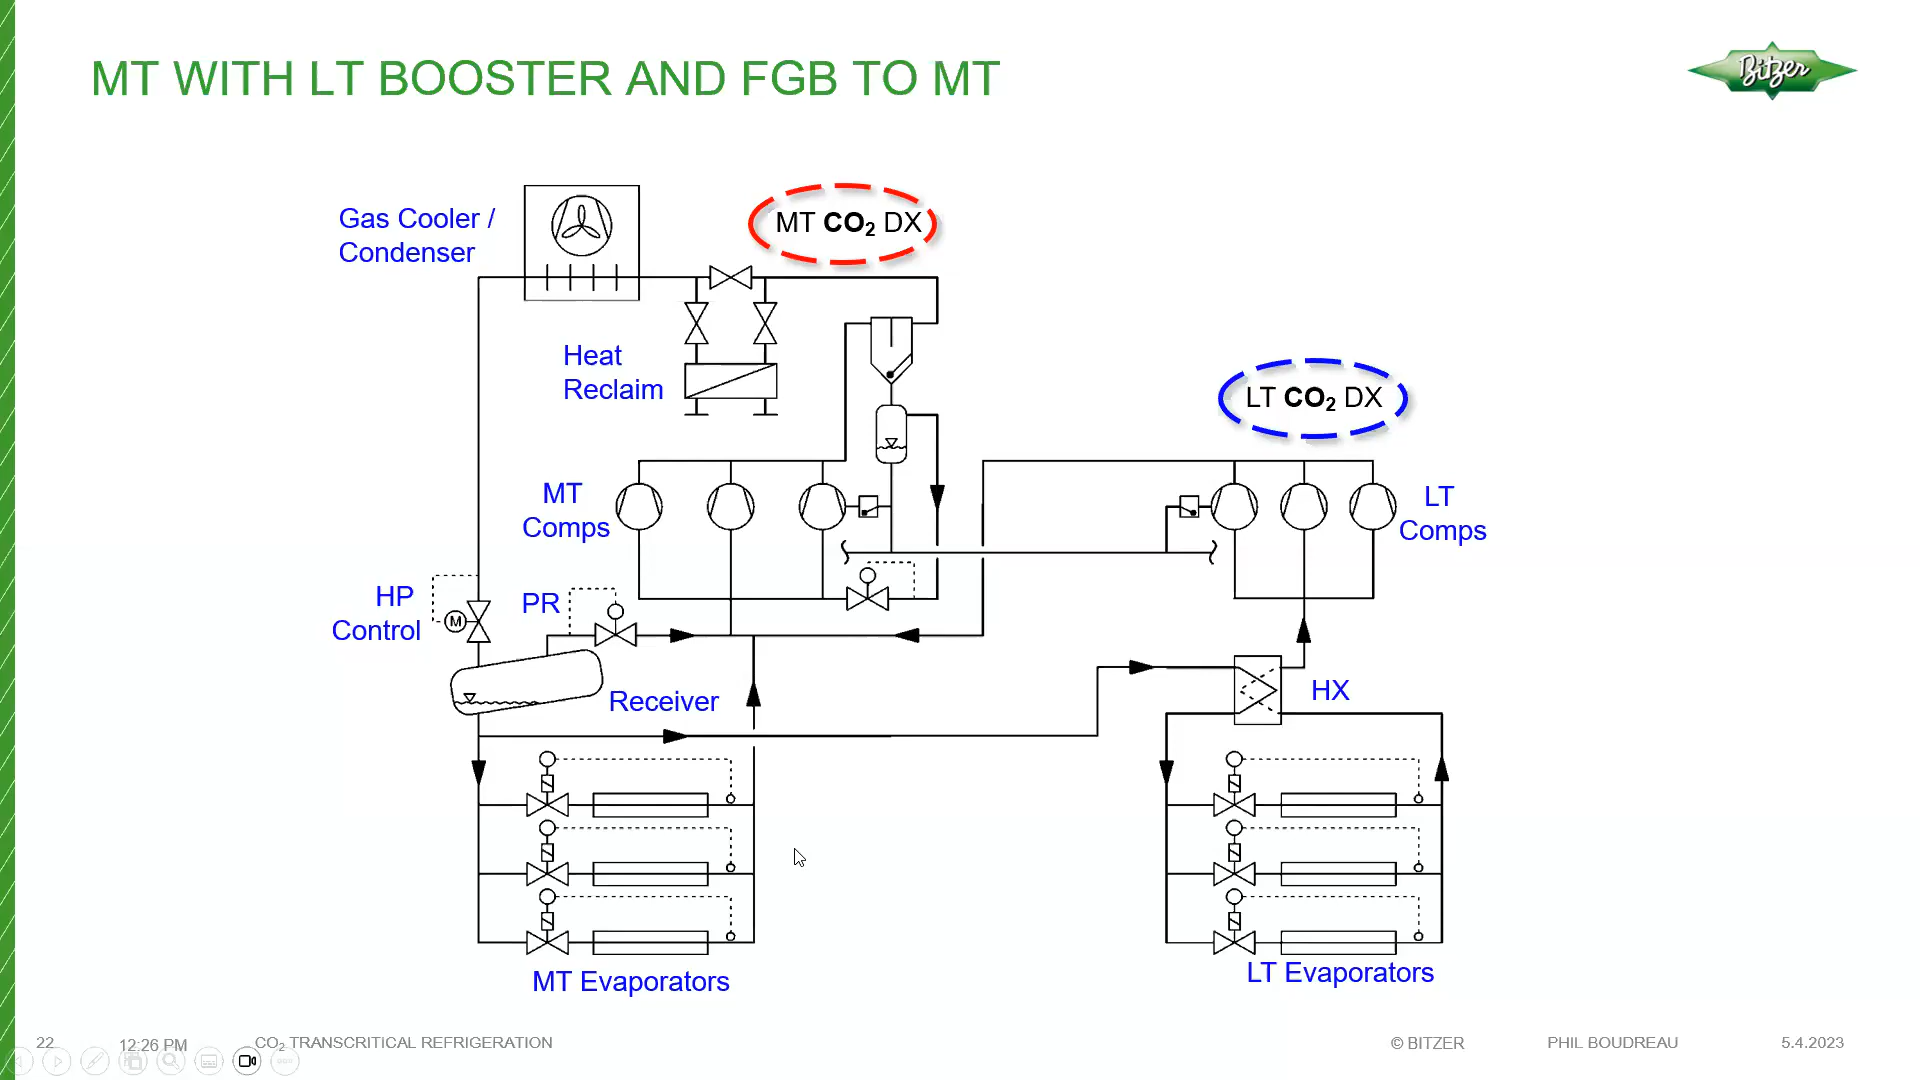 MT WITH LT BOOSTER AND FGB TO MT
Bitzer
Gas Cooler /
Condenser
MT CO₂ DX
Heat
Reclaim
LT CO₂ DX
MT
Comps
LT
Comps
HP
Control
PR
M
Receiver
HX
MT Evaporators
LT Evaporators
22
12:26 PM
CO₂ TRANSCRITICAL REFRIGERATION
© BITZER
PHIL BOUDREAU
5.4.2023